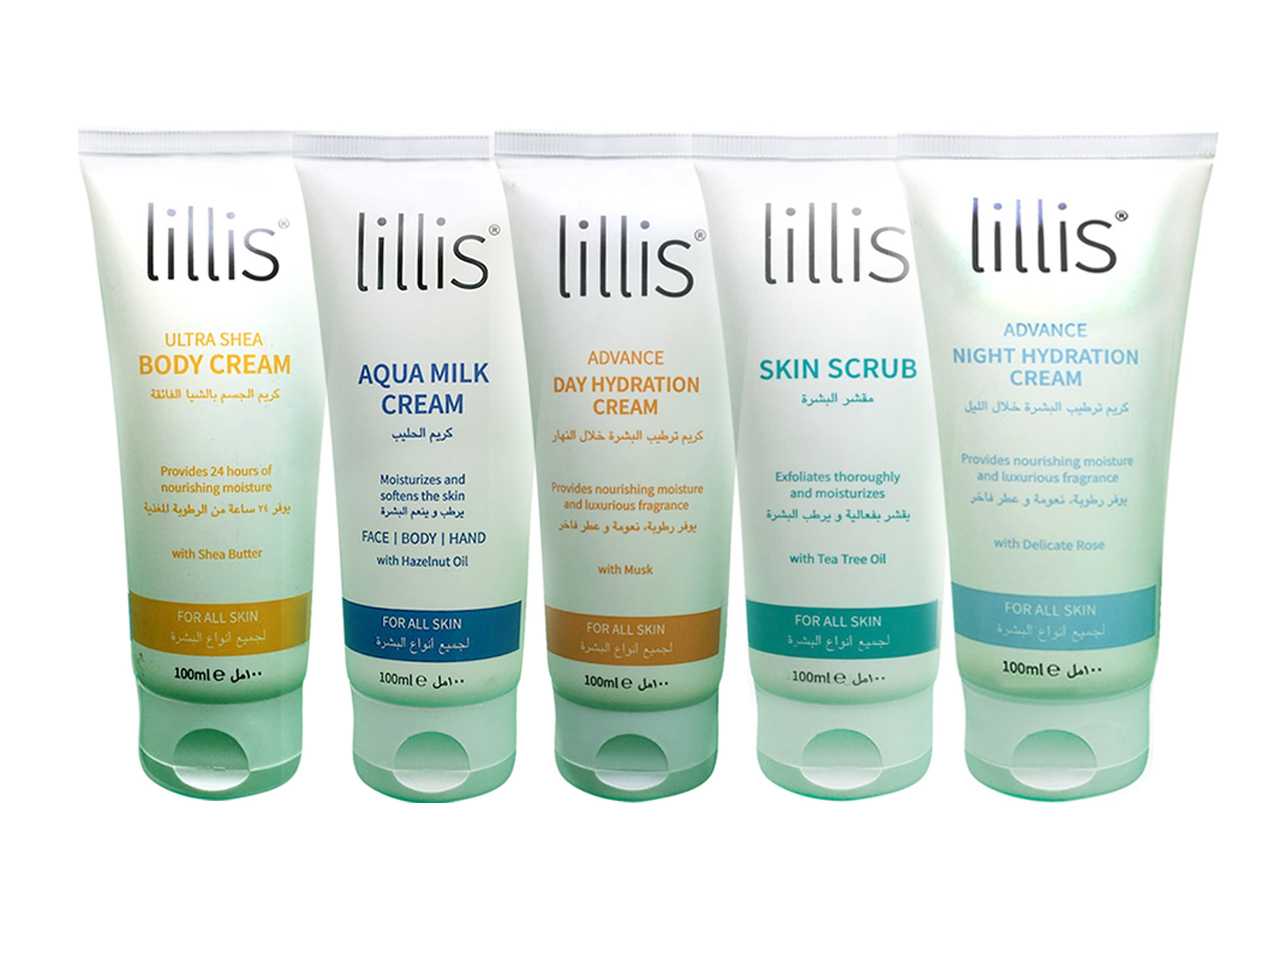 lillis®
ULTRA SHEA
BODY CREAM
كريم الجسم بالشيا الفائقة
Provides 24 hours of
nourishing moisture
يوفر ٢٤ ساعة من الرطوبة المغذية
with Shea Butter
FOR ALL SKIN
لجميع أنواع البشرة
100ml e ١٠٠مل
lillis®
AQUA MILK
CREAM
كريم الحليب
Moisturizes and
softens the skin
يرطب و ينعم البشرة
FACE | BODY | HAND
with Hazelnut Oil
FOR ALL SKIN
لجميع أنواع البشرة
100ml e ١٠٠مل
lillis®
ADVANCE
DAY HYDRATION
CREAM
كريم ترطيب البشرة خلال النهار
Provides nourishing moisture
and luxurious fragrance
يوفر رطوبة، نعومة و عطر فاخر
with Musk
FOR ALL SKIN
لجميع أنواع البشرة
100ml e ١٠٠مل
lillis
SKIN SCRUB
مقشر البشرة
Exfoliates thoroughly
and moisturizes
يقشر بفعالية و يرطب البشرة
with Tea Tree Oil
FOR ALL SKIN
لجميع أنواع البشرة
100ml e ١٠٠مل
lillis®
ADVANCE
NIGHT HYDRATION
CREAM
كريم ترطيب البشرة خلال الليل
Provides nourishing moisture
and luxurious fragrance
يوفر رطوبة، نعومة و عطر فاخر
with Delicate Rose
FOR ALL SKIN
لجميع أنواع البشرة
100ml e ١٠٠مل